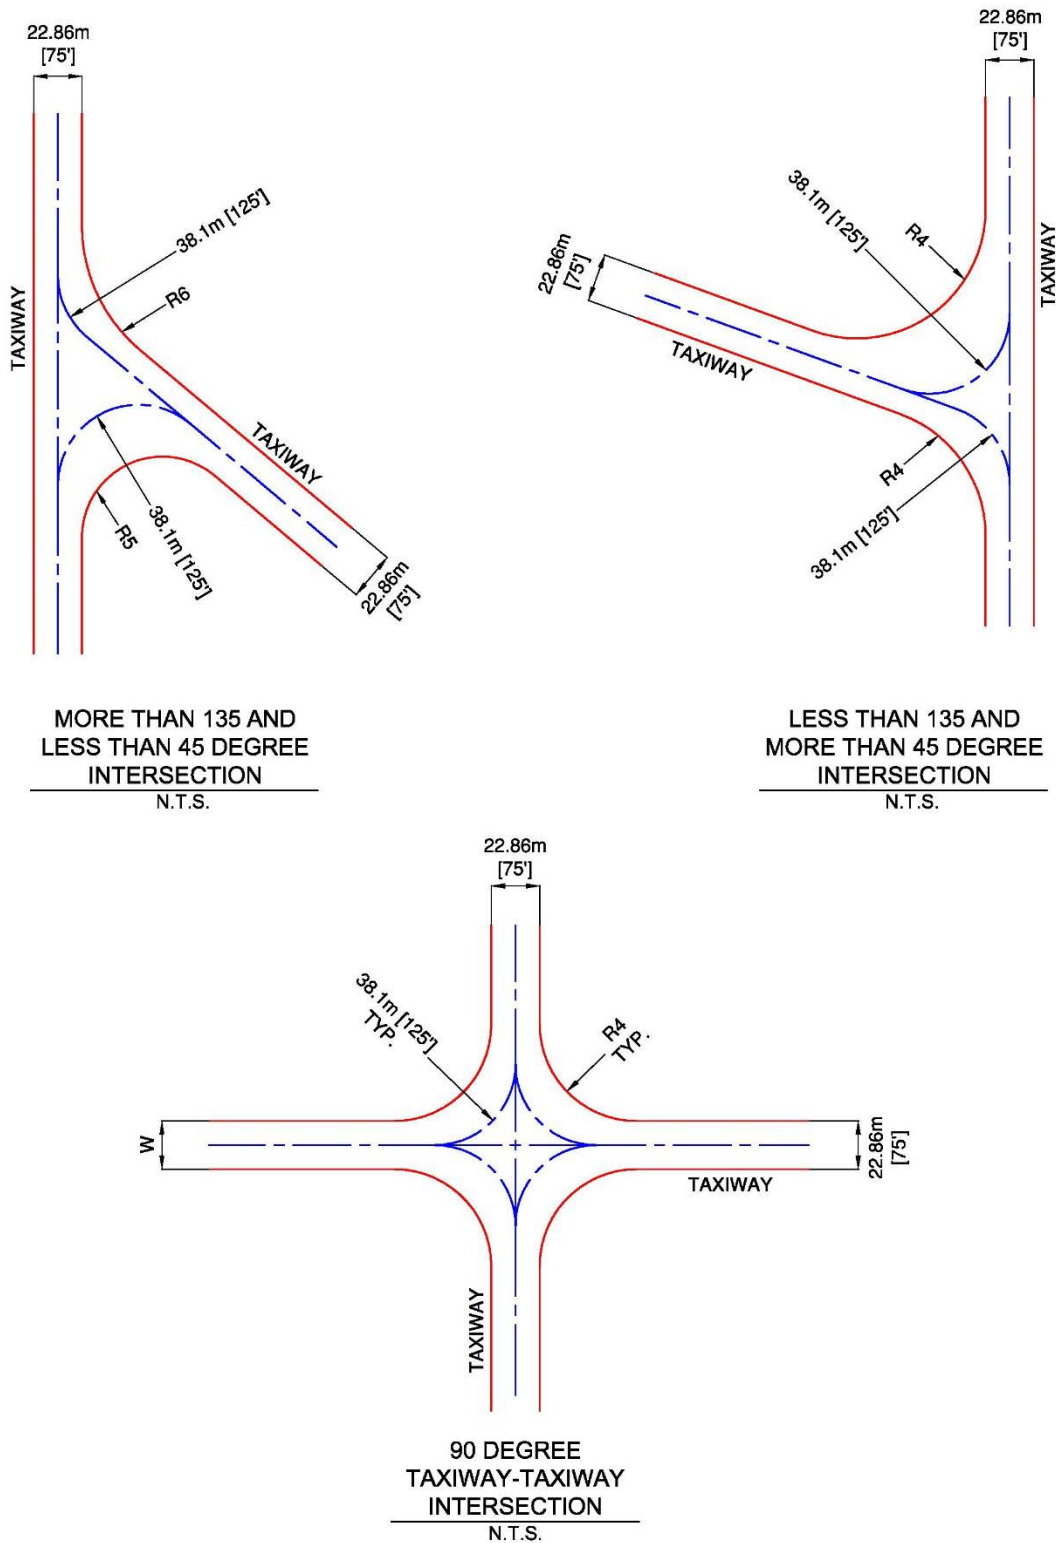 22.86m
[75']
TAXIWAY
38.1m [125']
R6
TAXIWAY
38.1m [125']
R5
22.86m
[75']
MORE THAN 135 AND
LESS THAN 45 DEGREE
INTERSECTION
N.T.S.
22.86m
[75']
38.1m [125']
R4
TAXIWAY
22.86m
[75']
TAXIWAY
R4
38.1m [125']
LESS THAN 135 AND
MORE THAN 45 DEGREE
INTERSECTION
N.T.S.
22.86m
[75']
38.1m [125']
TYP.
R4
TYP.
W
22.86m
[75']
TAXIWAY
TAXIWAY
90 DEGREE
TAXIWAY-TAXIWAY
INTERSECTION
N.T.S.